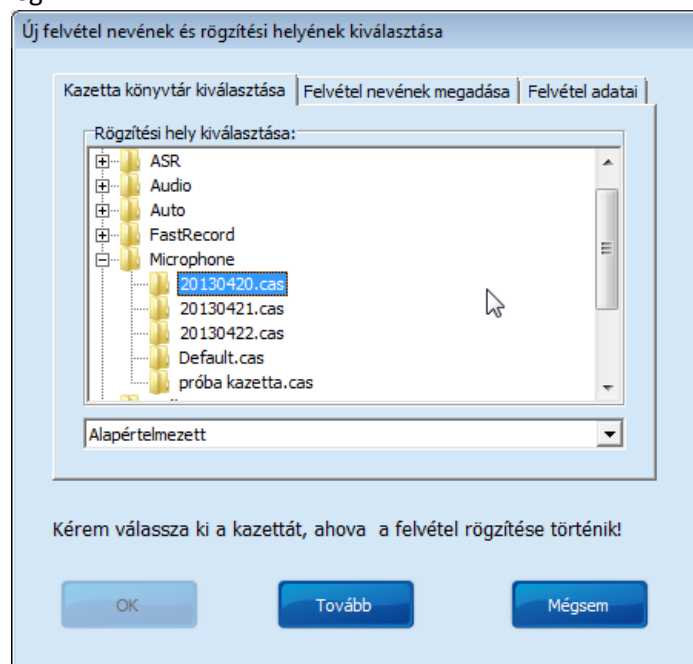 Új felvétel nevének és rögzítési helyének kiválasztása
Kazetta könyvtár kiválasztása Felvétel nevének megadása Felvétel adatai
Rögzítési hely kiválasztása:
ASR
Audio
Auto
FastRecord
Microphone
20130420.cas
20130421.cas
20130422.cas
Default.cas
próba kazetta.cas
Alapértelmezett
Kérem válassza ki a kazettát, ahova a felvétel rögzítése történik!
OK Tovább Mégsem